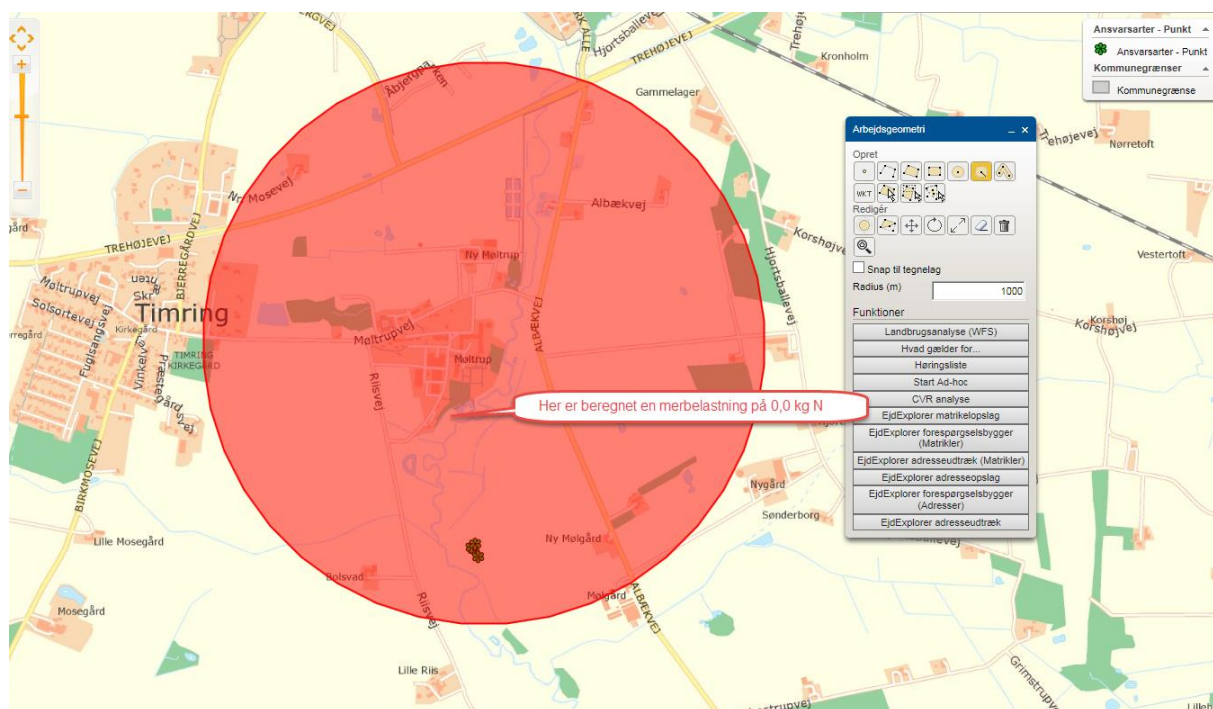 BJERREGÅRDVEJ
TREHØJEVEJ
Kronholm
Gammelager
Ansvarsarter - Punkt
Ansvarsarter - Punkt
Kommunegrænser
Kommunegrænse
Arbejdsgeometri
Opret
WKT
Redigér
Snap til tegnelag
Radius (m) 1000
Funktioner
Landbrugsanalyse (WFS)
Hvad gælder for...
Høringsliste
Start Ad-hoc
CVR analyse
EjdExplorer matrikelopslag
EjdExplorer forespørgselsbygger
(Matrikler)
EjdExplorer adresseudtræk (Matrikler)
EjdExplorer adresseopslag
EjdExplorer forespørgselsbygger
(Adresser)
EjdExplorer adresseudtræk
Trehøjevej
Nørretoft
Nr. Mosevej
Albækvej
TREHØJEVEJ
Hjortsballevej
Vestertoft
Ny Møltrup
Møltrupvej
Solsortevej
Timring
Kirkegård
Fuglsangsvej
TIMRING
KIRKEGÅRD
Møltrupvej
Møltrup
ALBÆKVEJ
Riisvej
Korshøj
Korshøjvej
Her er beregnet en merbelastning på 0,0 kg N
BIRKMOSEVEJ
Nygård
Sønderborg
Lille Mosegård
Ny Mølgård
Bolsvad
Mølgård
ALBÆKVEJ
Riisvej
Mosegård
Lille Riis
Grimstrupvej